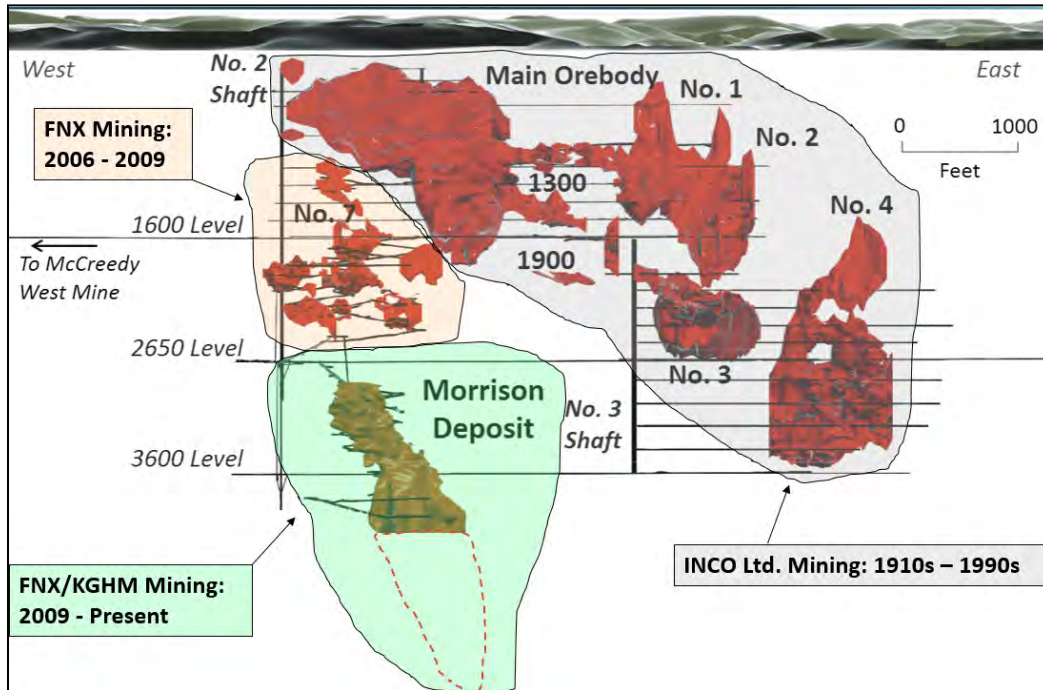 West
No. 2
Shaft
Main Orebody
No. 1
East
FNX Mining:
2006 - 2009
No. 2
0
1000
Feet
1300
No. 7
No. 4
1600 Level
1900
To McCreedy
West Mine
2650 Level
No. 3
Morrison
Deposit
No. 3
Shaft
3600 Level
INCO Ltd. Mining: 1910s – 1990s
FNX/KGHM Mining:
2009 - Present